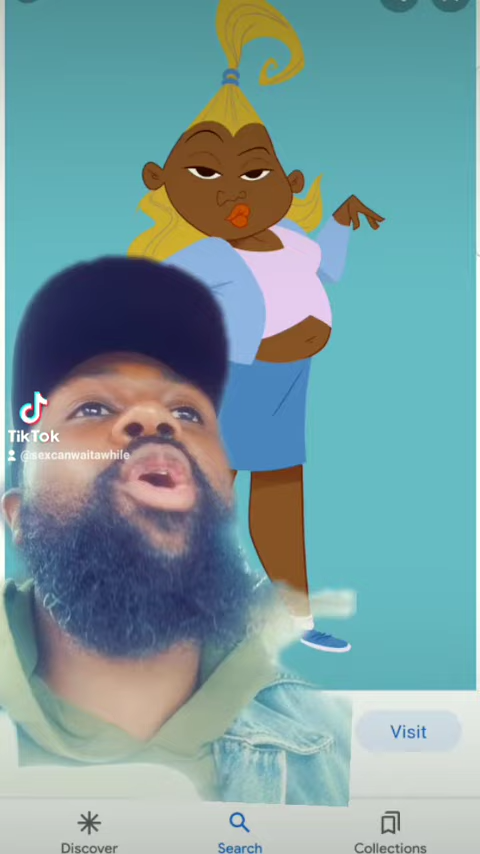 TikTok
@sexcanwaitawhile
Visit
Discover
Search
Collections